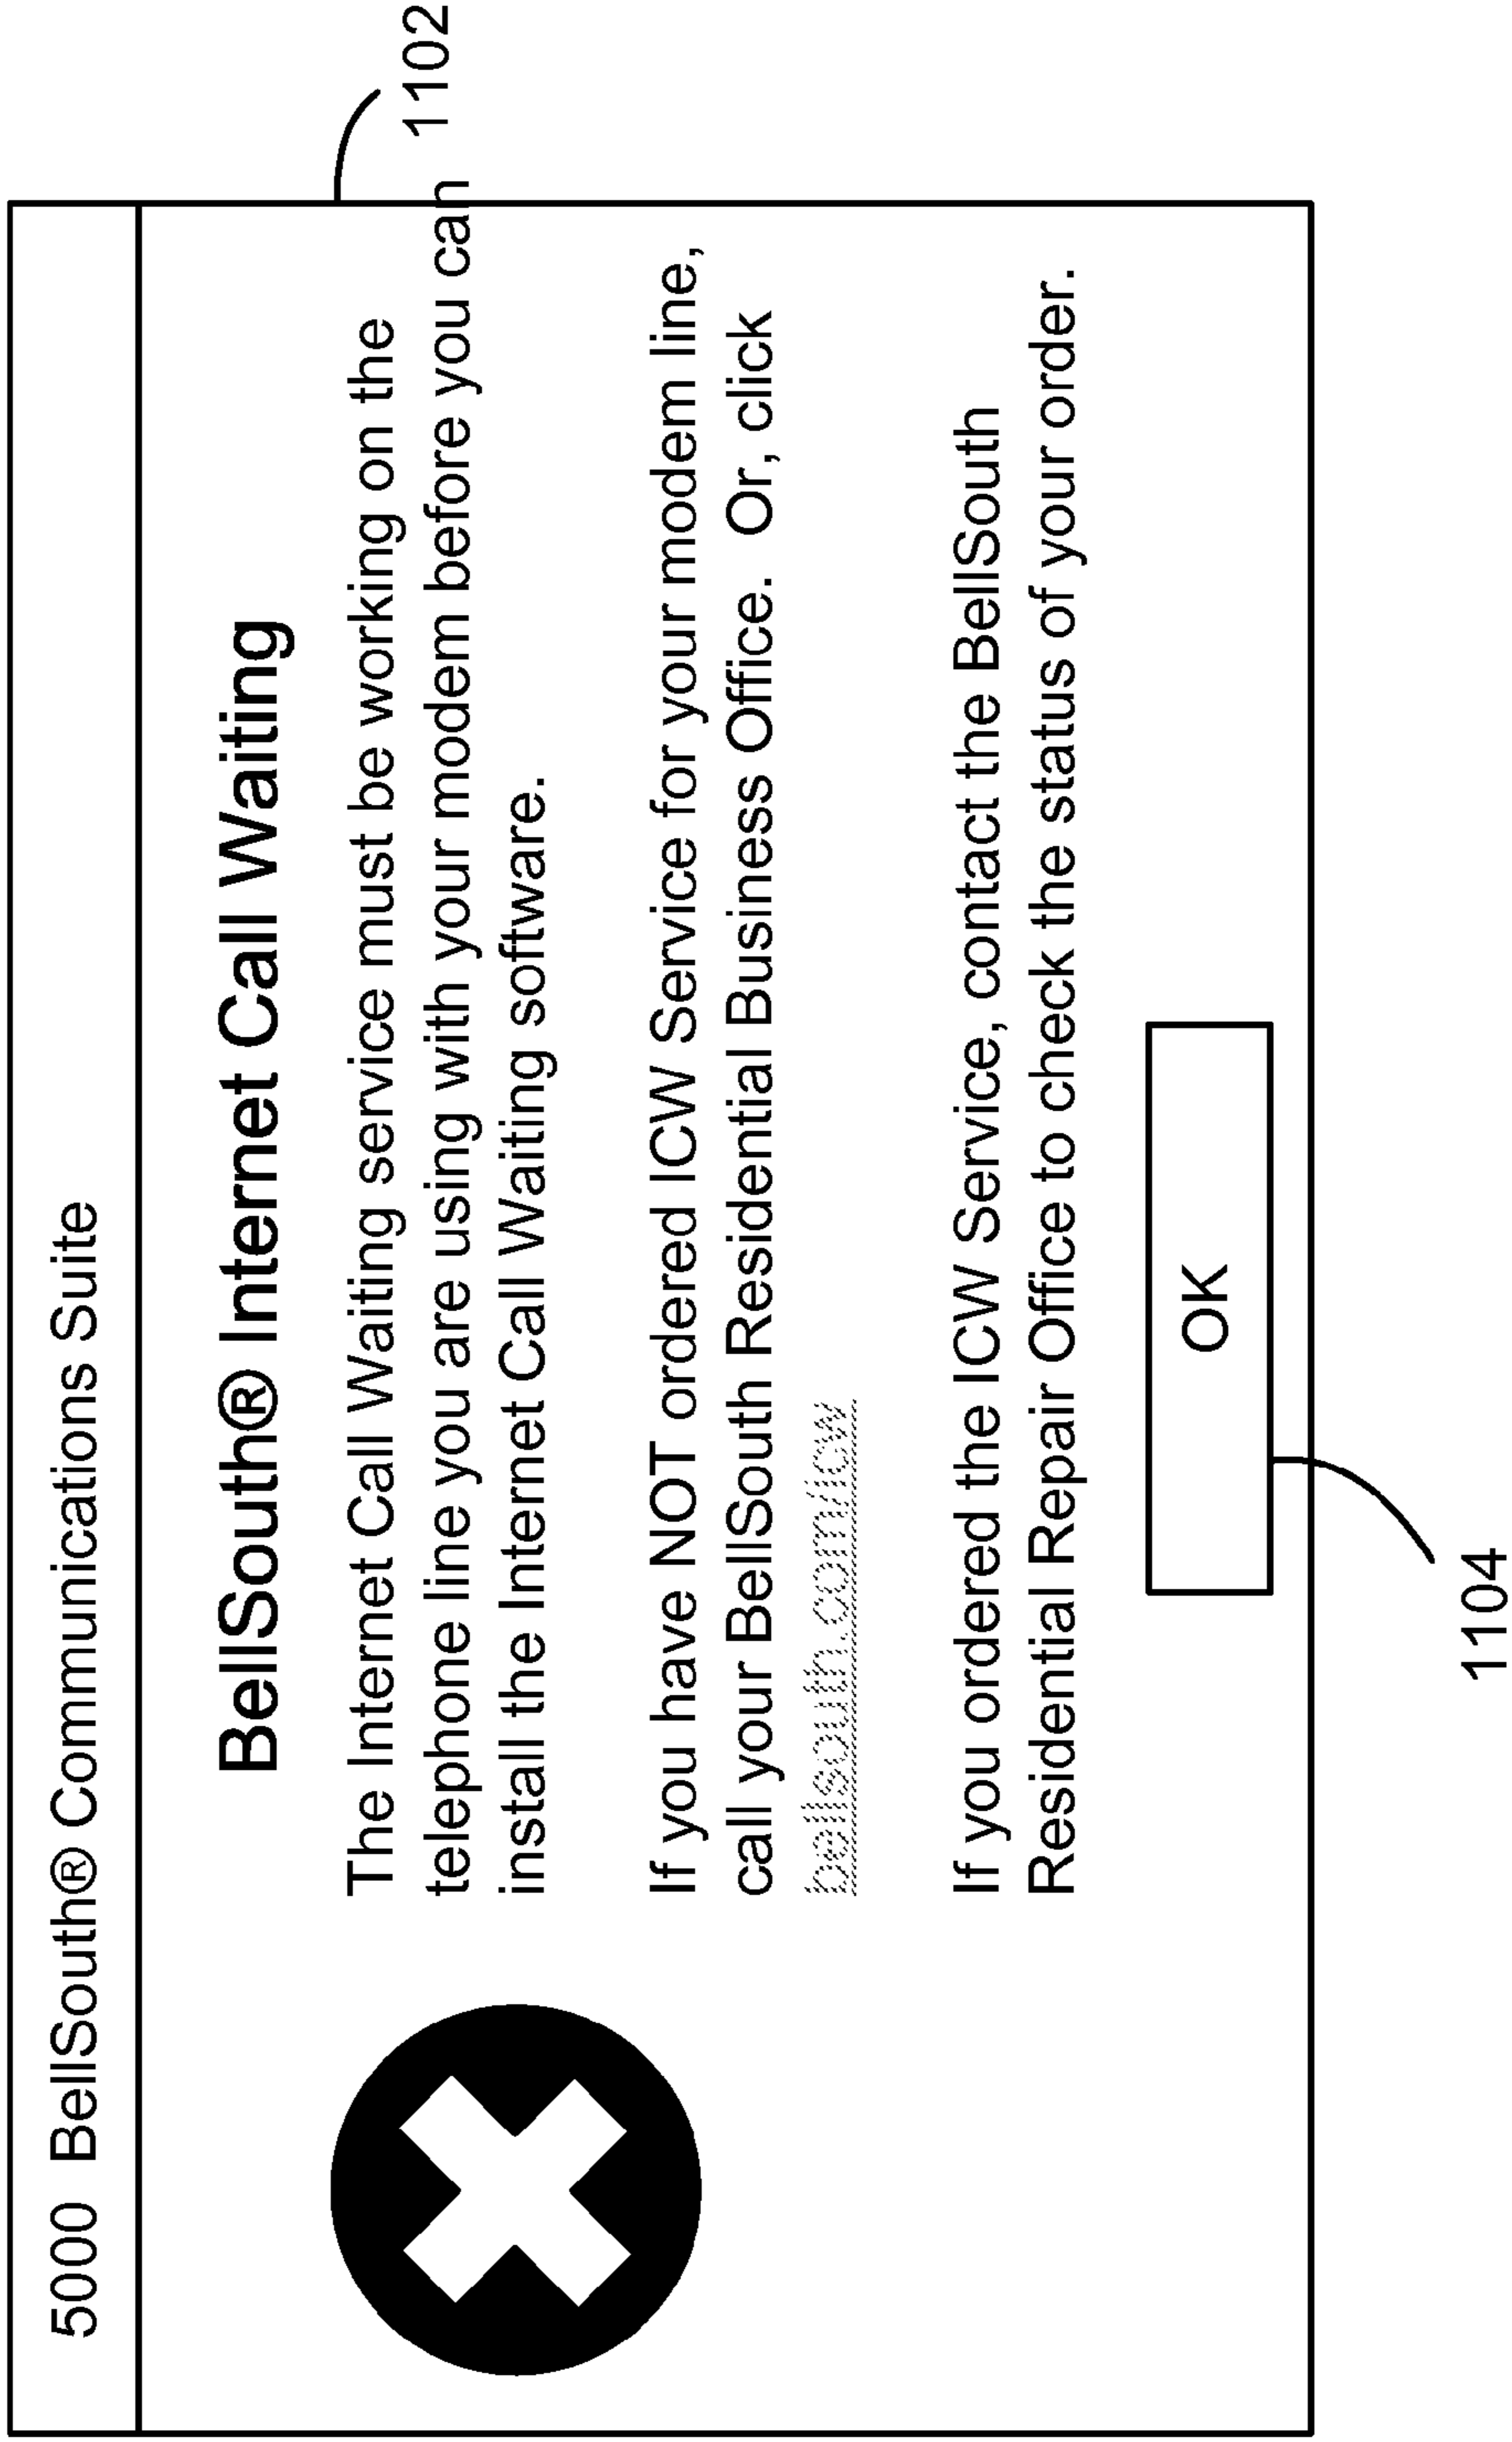 5000 BellSouth® Communications Suite
BellSouth® Internet Call Waiting
The Internet Call Waiting service must be working on the
telephone line you are using with your modem before you can
install the Internet Call Waiting software.
If you have NOT ordered ICW Service for your modem line,
call your BellSouth Residential Business Office. Or, click
bellsouth.com/icw
If you ordered the ICW Service, contact the BellSouth
Residential Repair Office to check the status of your order.
OK
1102
1104